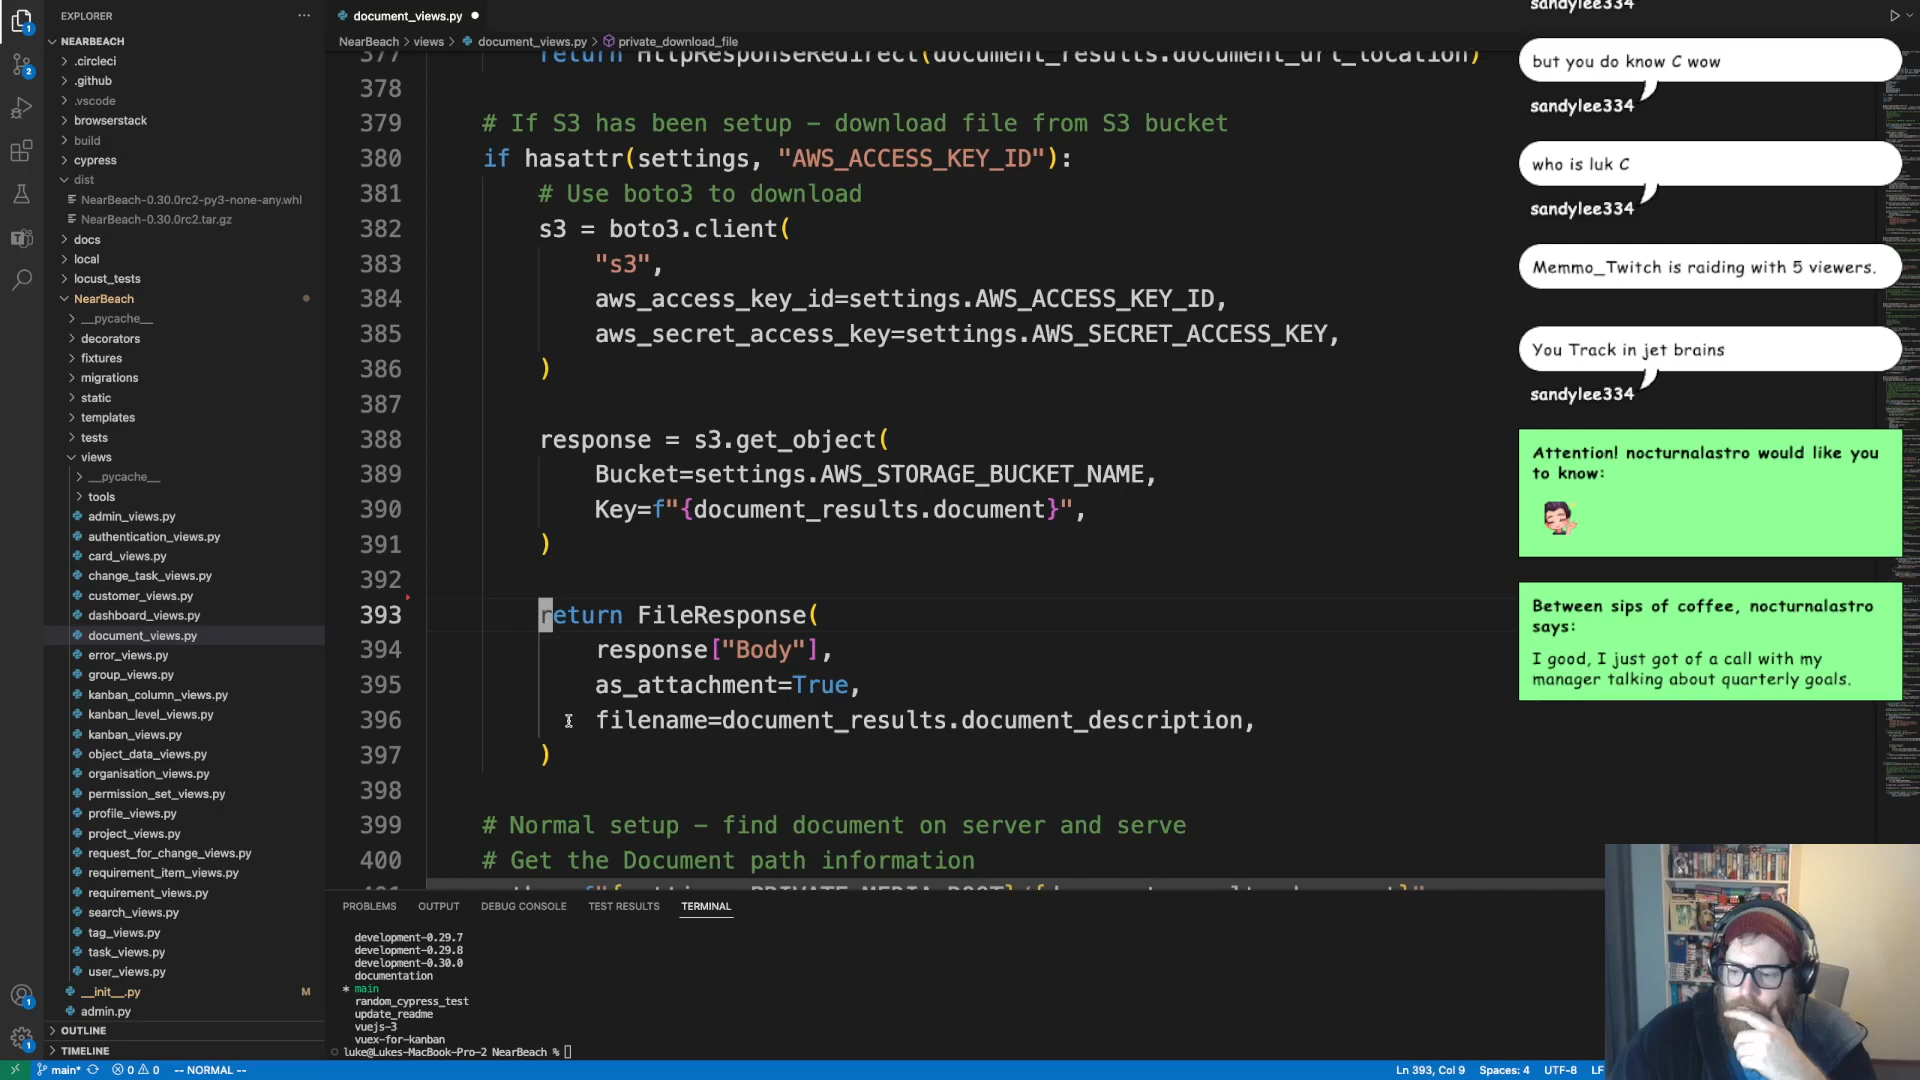 EXPLORER
NEARBEACH
.circleci
.github
.vscode
browserstack
build
cypress
dist
NearBeach-0.30.0rc2-py3-none-any.whl
NearBeach-0.30.0rc2.tar.gz
docs
local
locust_tests
NearBeach
__pycache__
decorators
fixtures
migrations
static
templates
tests
views
__pycache__
tools
admin_views.py
authentication_views.py
card_views.py
change_task_views.py
customer_views.py
dashboard_views.py
document_views.py
error_views.py
group_views.py
kanban_column_views.py
kanban_level_views.py
kanban_views.py
object_data_views.py
organisation_views.py
permission_set_views.py
profile_views.py
project_views.py
request_for_change_views.py
requirement_item_views.py
requirement_views.py
search_views.py
tag_views.py
task_views.py
user_views.py
__init__.py M
admin.py
OUTLINE
TIMELINE
document_views.py
NearBeach > views > document_views.py > private_download_file
377 return HttpResponseRedirect(document_results.document_url_location)
378
379 # If S3 has been setup - download file from S3 bucket
380 if hasattr(settings, "AWS_ACCESS_KEY_ID"):
381 # Use boto3 to download
382 s3 = boto3.client(
383 "s3",
384 aws_access_key_id=settings.AWS_ACCESS_KEY_ID,
385 aws_secret_access_key=settings.AWS_SECRET_ACCESS_KEY,
386 )
387
388 response = s3.get_object(
389 Bucket=settings.AWS_STORAGE_BUCKET_NAME,
390 Key=f"{document_results.document}",
391 )
392
393 return FileResponse(
394 response["Body"],
395 as_attachment=True,
396 filename=document_results.document_description,
397 )
398
399 # Normal setup - find document on server and serve
400 # Get the Document path information
PROBLEMS OUTPUT DEBUG CONSOLE TEST RESULTS TERMINAL
development-0.29.7
development-0.29.8
development-0.30.0
documentation
* main
random_cypress_test
update_readme
vuejs-3
vuex-for-kanban
luke@Lukes-MacBook-Pro-2 NearBeach %
main* 0 0 -- NORMAL --
Ln 393, Col 9 Spaces: 4 UTF-8 LF
sandylee334
but you do know C wow
sandylee334
who is luk C
sandylee334
Memmo_Twitch is raiding with 5 viewers.
You Track in jet brains
sandylee334
Attention! nocturnalastro would like you
to know:
Between sips of coffee, nocturnalastro
says:
I good, I just got of a call with my
manager talking about quarterly goals.